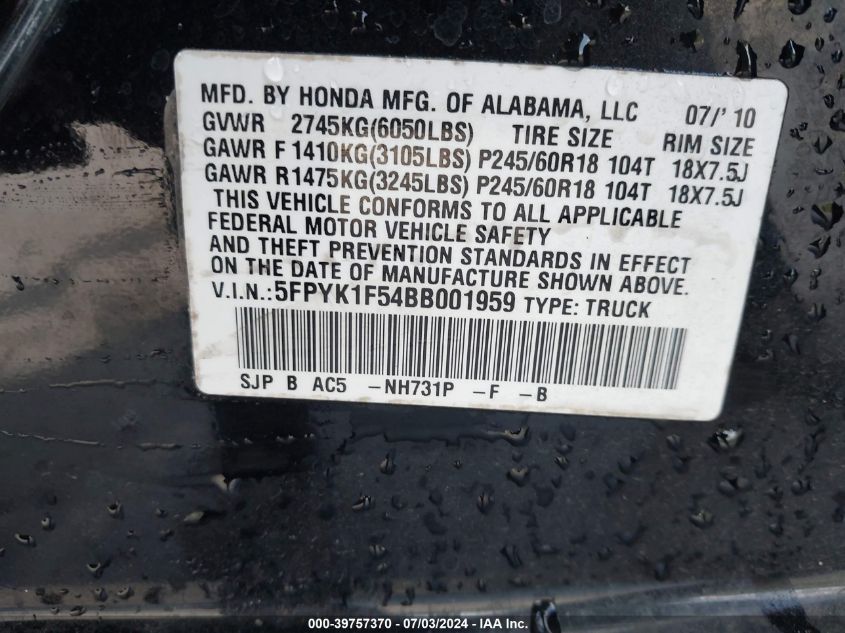 MFD. BY HONDA MFG. OF ALABAMA, LLC 07/'10
GVWR 2745KG(6050LBS) TIRE SIZE RIM SIZE
GAWR F1410KG(3105LBS) P245/60R18 104T 18X7.5J
GAWR R1475KG(3245LBS) P245/60R18 104T 18X7.5J
THIS VEHICLE CONFORMS TO ALL APPLICABLE
FEDERAL MOTOR VEHICLE SAFETY
AND THEFT PREVENTION STANDARDS IN EFFECT
ON THE DATE OF MANUFACTURE SHOWN ABOVE.
V.I.N.:5FPYK1F54BB001959 TYPE: TRUCK
SJP B AC5 -NH731P -F -B
000-39757370 - 07/03/2024 - IAA Inc.